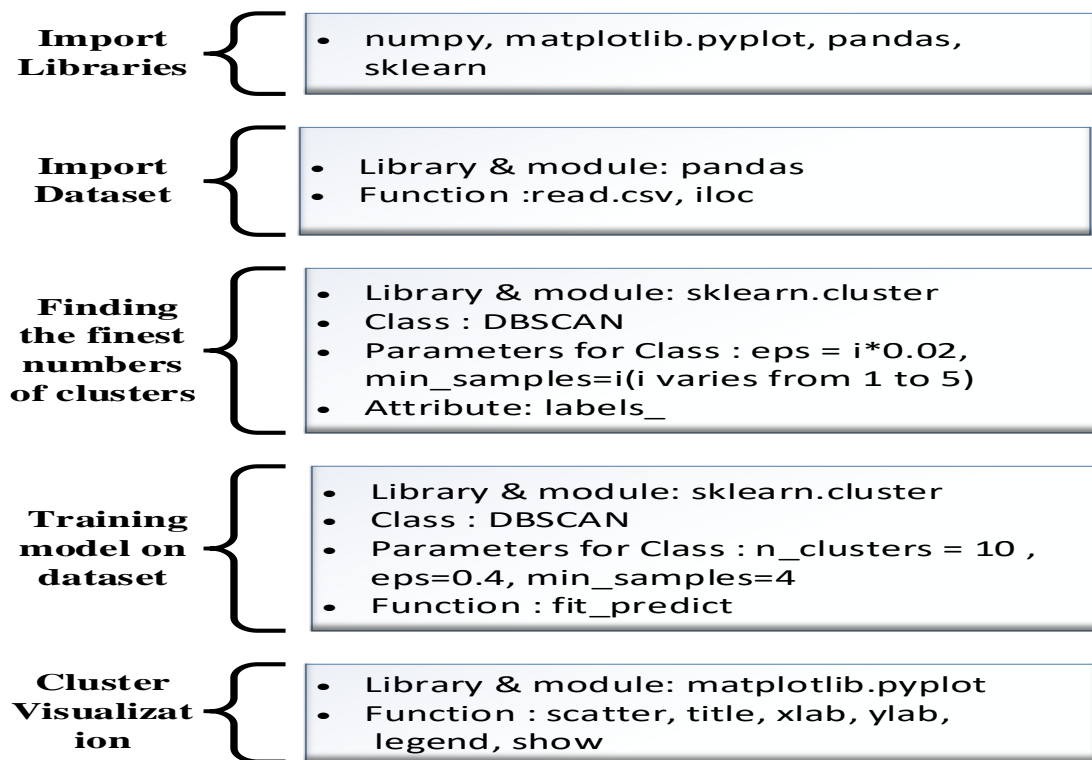 Import
Libraries
• numpy, matplotlib.pyplot, pandas,
sklearn
Import
Dataset
• Library & module: pandas
• Function :read.csv, iloc
Finding
the finest
numbers
of clusters
• Library & module: sklearn.cluster
• Class : DBSCAN
• Parameters for Class : eps = i*0.02,
min_samples=i(i varies from 1 to 5)
• Attribute: labels_
Training
model on
dataset
• Library & module: sklearn.cluster
• Class : DBSCAN
• Parameters for Class : n_clusters = 10 ,
eps=0.4, min_samples=4
• Function : fit_predict
Cluster
Visualizat
ion
• Library & module: matplotlib.pyplot
• Function : scatter, title, xlab, ylab,
legend, show